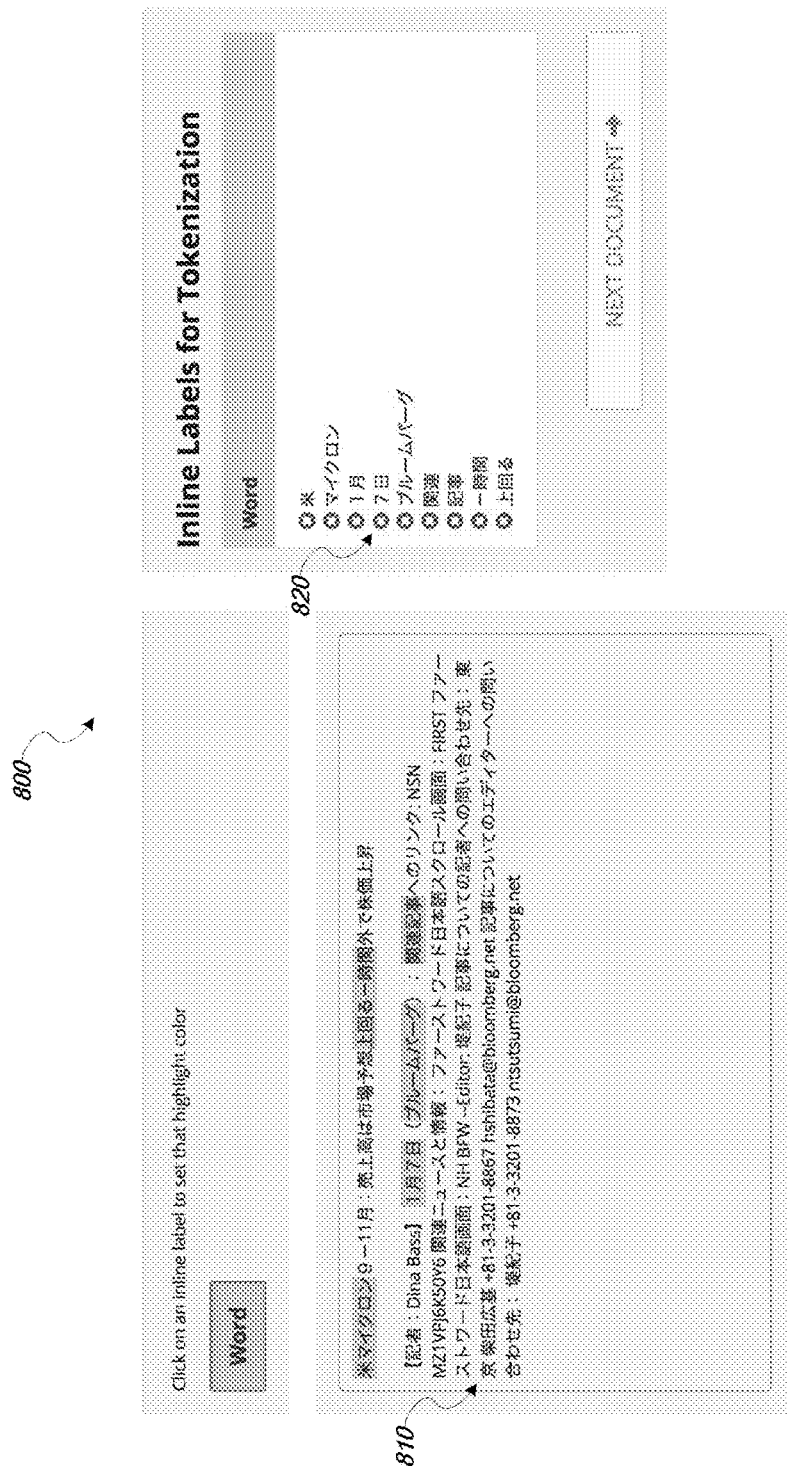 800
Click on an inline label to set that highlight color
Word
810
米マイクロン9－11月：売上高は市場予想上回る－時間外で株価上昇
【記者：Dina Bass】 1月7日（ブルームバーグ）： 関連記事へのリンク: NSN
MZ1VPJ6K50Y6 関連ニュースと情報： ファーストワード日本語スクロール画面：FIRST ファー
ストワード日本語画面：NH BFW --Editor: 堤紀子 記事についての記者への問い合わせ先： 東
京 柴田広基 +81-3-3201-8867 hshibata@bloomberg.net 記事についてのエディターへの問い
合わせ先： 堤紀子 +81-3-3201-8873 ntsutsumi@bloomberg.net
Inline Labels for Tokenization
Word
820
米
マイクロン
1月
7日
ブルームバーグ
関連
記事
一時間
上回る
NEXT DOCUMENT